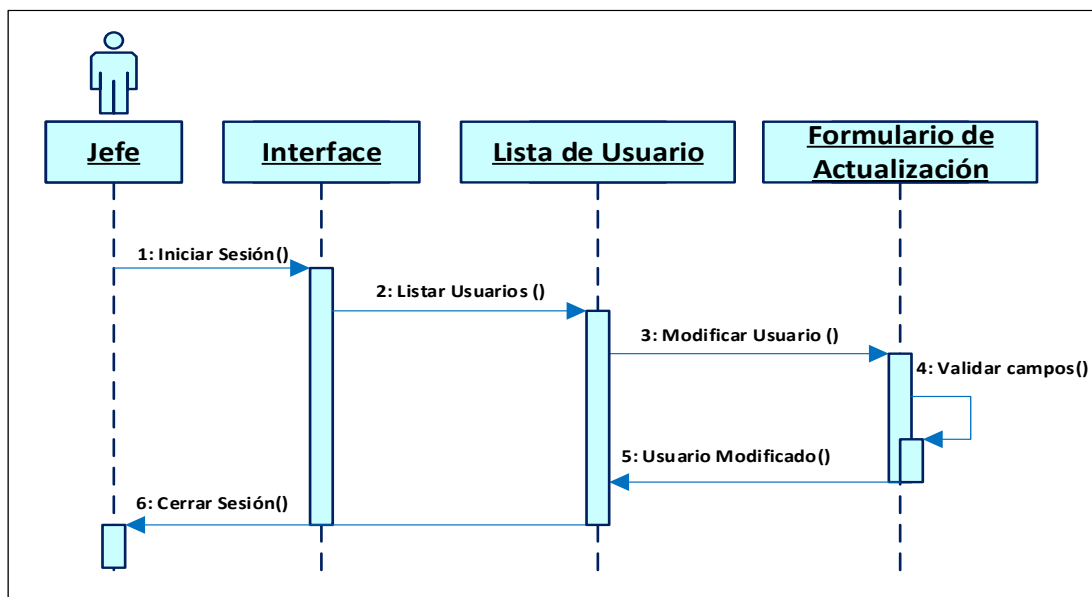 Jefe
Interface
Lista de Usuario
Formulario de
Actualización
1: Iniciar Sesión()
2: Listar Usuarios ()
3: Modificar Usuario ()
4: Validar campos()
5: Usuario Modificado()
6: Cerrar Sesión()